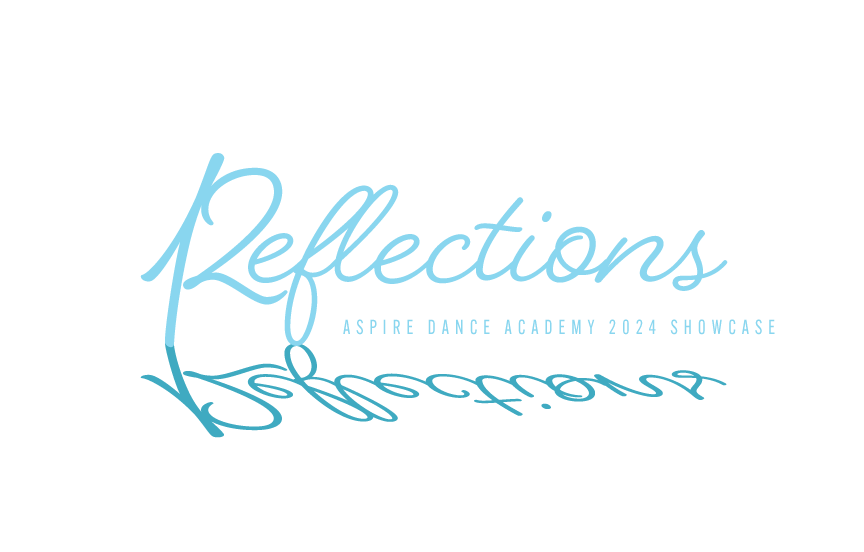 Reflections
ASPIRE DANCE ACADEMY 2024 SHOWCASE